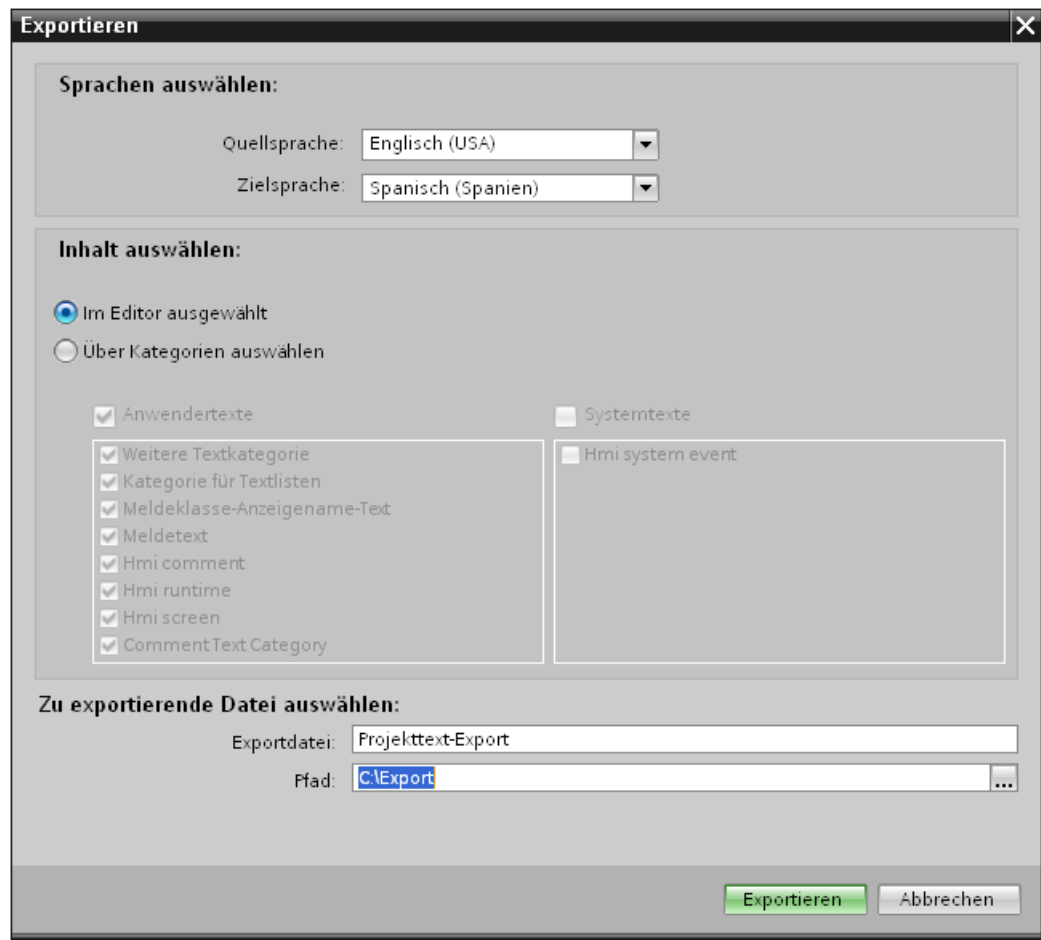 Exportieren
Sprachen auswählen:
Quellsprache: Englisch (USA)
Zielsprache: Spanisch (Spanien)
Inhalt auswählen:
Im Editor ausgewählt
Über Kategorien auswählen
Anwendertexte Systemtexte
Weitere Textkategorie Hmi system event
Kategorie für Textlisten
Meldeklasse-Anzeigename-Text
Meldetext
Hmi comment
Hmi runtime
Hmi screen
Comment Text Category
Zu exportierende Datei auswählen:
Exportdatei: Projekttext-Export
Pfad: C:\Export ...
Exportieren Abbrechen